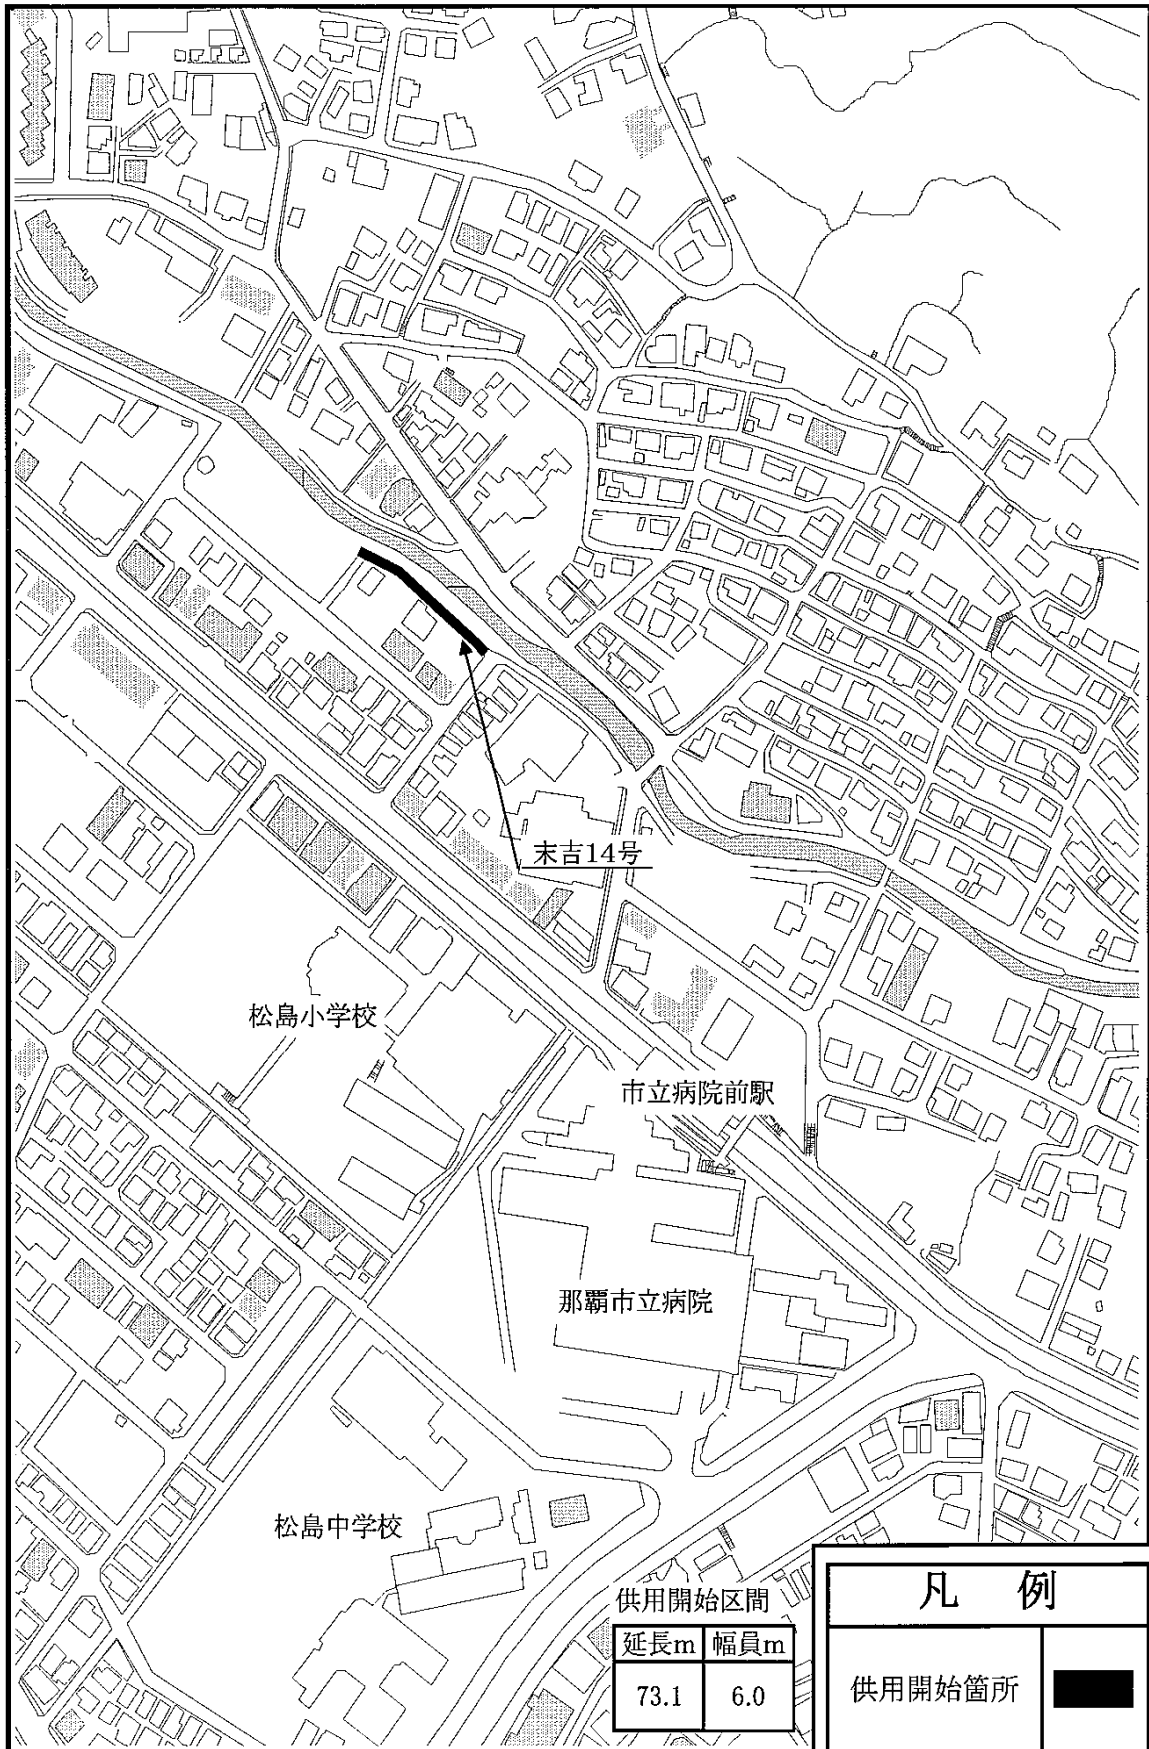 末吉14号
松島小学校
市立病院前駅
那覇市立病院
松島中学校
供用開始区間
延長m 幅員m
73.1 6.0
凡 例
供用開始箇所